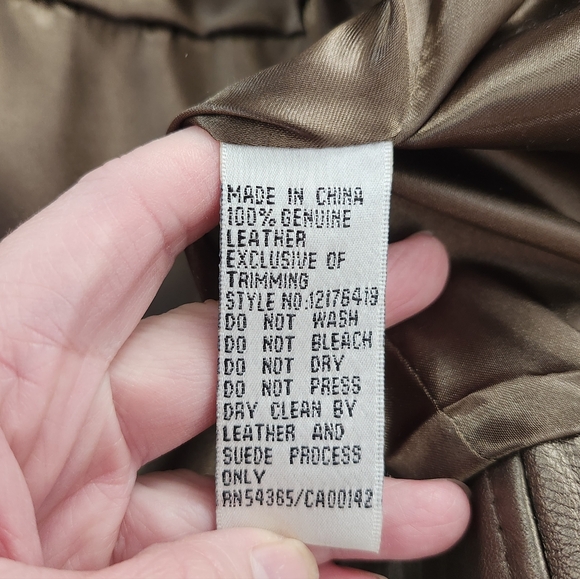 MADE IN CHINA
100% GENUINE
LEATHER
EXCLUSIVE OF
TRIMMING
STYLE NO:12176419
DO NOT WASH
DO NOT BLEACH
DO NOT DRY
DO NOT PRESS
DRY CLEAN BY
LEATHER AND
SUEDE PROCESS
ONLY
RN54365/CA00142